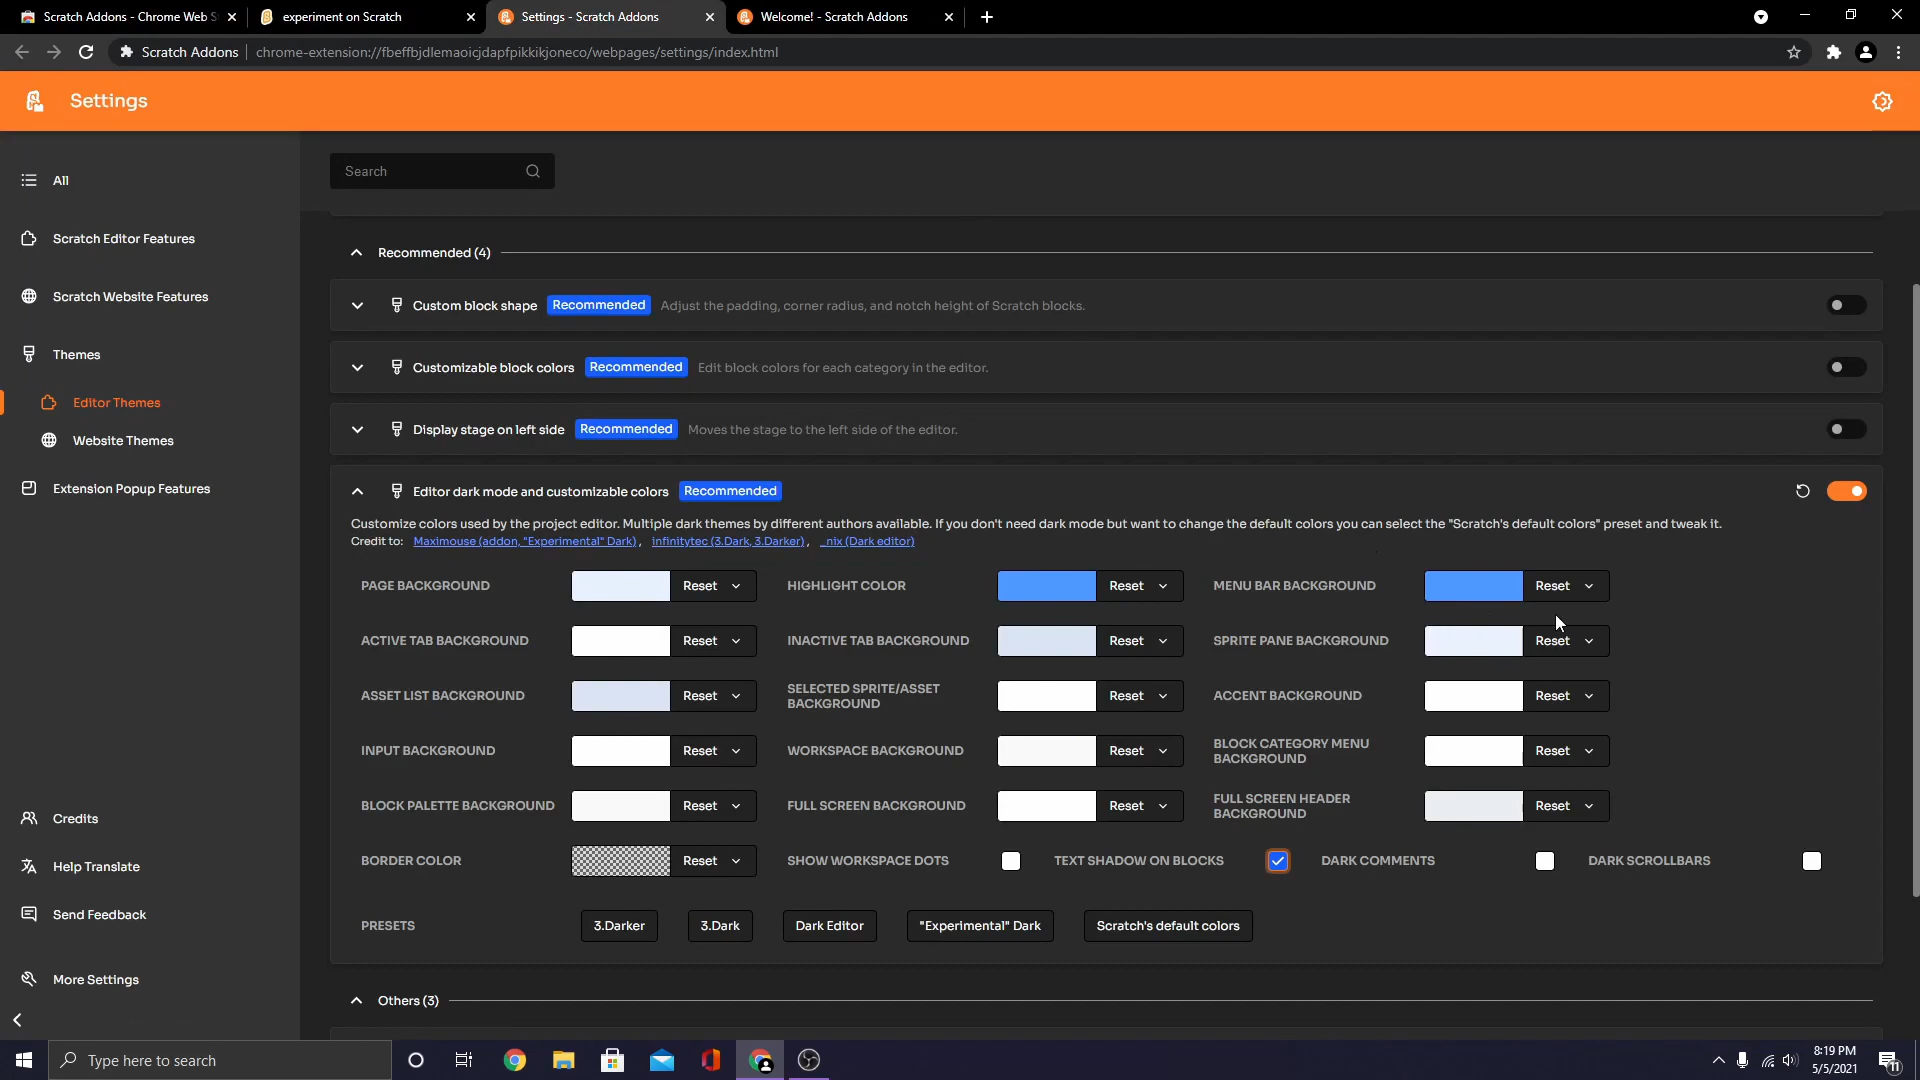 Scratch Addons - Chrome Web S
experiment on Scratch
Settings - Scratch Addons
Welcome! - Scratch Addons
Scratch Addons
chrome-extension://fbeffbjdlemaoicjdapfpikkikjoneco/webpages/settings/index.html
Settings
Search
All
Scratch Editor Features
Scratch Website Features
Themes
Editor Themes
Website Themes
Extension Popup Features
Credits
Help Translate
Send Feedback
More Settings
Recommended (4)
Custom block shape Recommended Adjust the padding, corner radius, and notch height of Scratch blocks.
Customizable block colors Recommended Edit block colors for each category in the editor.
Display stage on left side Recommended Moves the stage to the left side of the editor.
Editor dark mode and customizable colors Recommended
Customize colors used by the project editor. Multiple dark themes by different authors available. If you don't need dark mode but want to change the default colors you can select the "Scratch's default colors" preset and tweak it.
Credit to: Maximouse (addon, "Experimental" Dark), infinitytec (3.Dark, 3.Darker), _nix (Dark editor)
PAGE BACKGROUND Reset HIGHLIGHT COLOR Reset MENU BAR BACKGROUND Reset
ACTIVE TAB BACKGROUND Reset INACTIVE TAB BACKGROUND Reset SPRITE PANE BACKGROUND Reset
ASSET LIST BACKGROUND Reset SELECTED SPRITE/ASSET
BACKGROUND Reset ACCENT BACKGROUND Reset
INPUT BACKGROUND Reset WORKSPACE BACKGROUND Reset BLOCK CATEGORY MENU
BACKGROUND Reset
BLOCK PALETTE BACKGROUND Reset FULL SCREEN BACKGROUND Reset FULL SCREEN HEADER
BACKGROUND Reset
BORDER COLOR Reset SHOW WORKSPACE DOTS TEXT SHADOW ON BLOCKS DARK COMMENTS DARK SCROLLBARS
PRESETS 3.Darker 3.Dark Dark Editor "Experimental" Dark Scratch's default colors
Others (3)
Type here to search
8:19 PM
5/5/2021
11